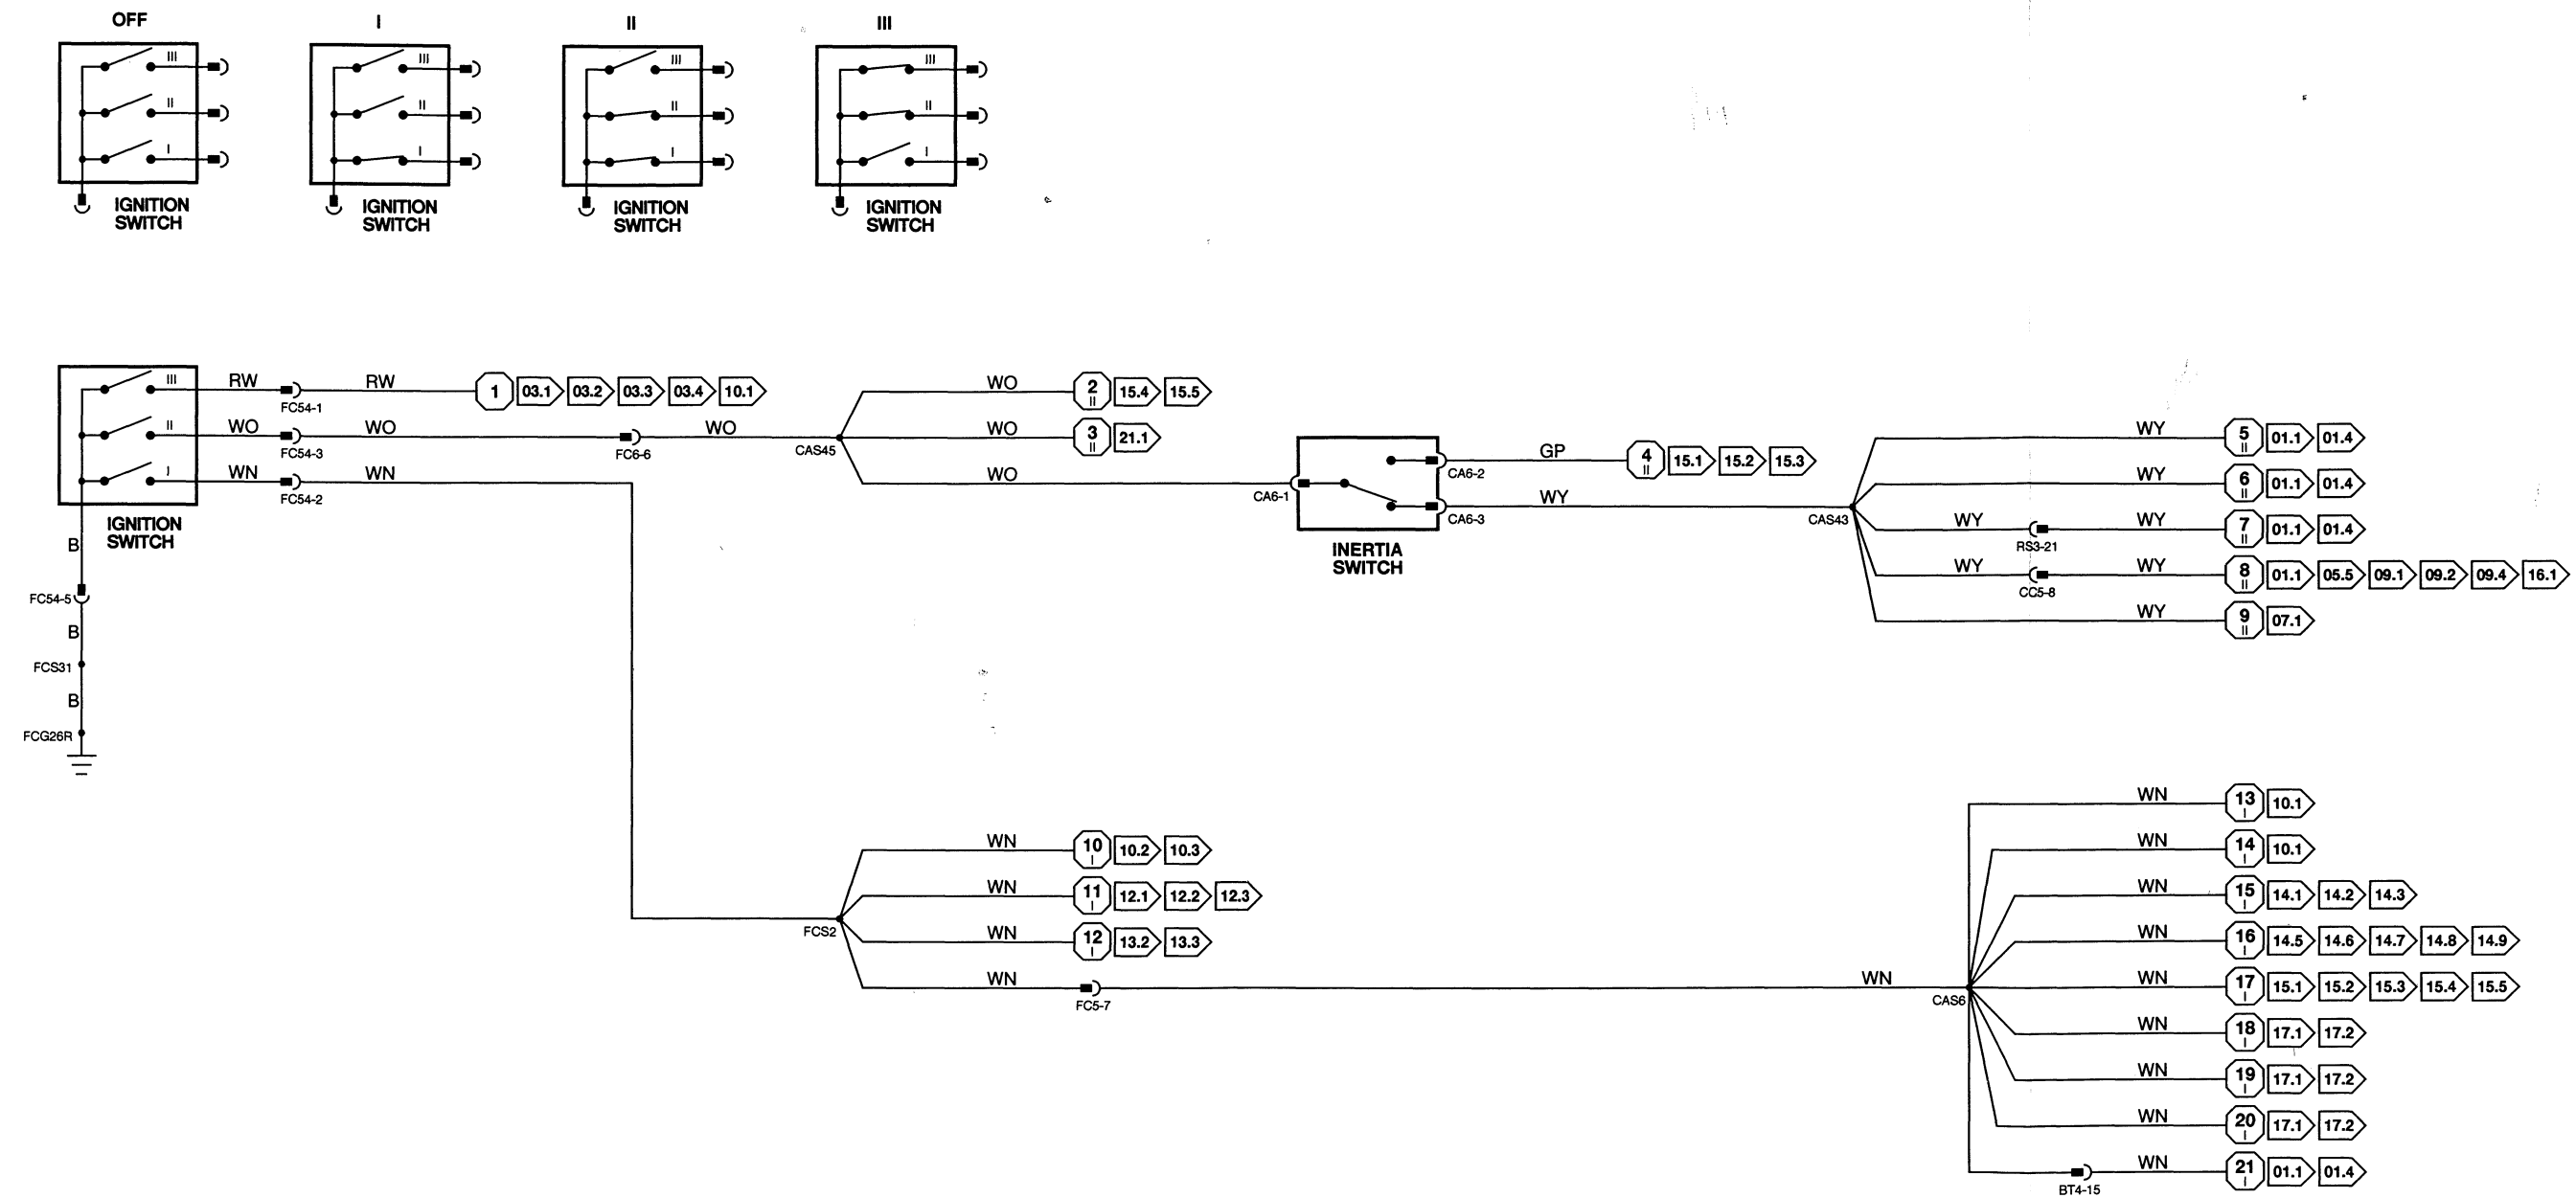 OFF
I
II
III
III
II
I
IGNITION
SWITCH
III
II
I
IGNITION
SWITCH
III
II
I
IGNITION
SWITCH
III
II
I
IGNITION
SWITCH
III RW RW 1 03.1 03.2 03.3 03.4 10.1
FC54-1
II WO WO WO
FC54-3 FC6-6 CAS45
I WN WN
FC54-2
IGNITION
SWITCH
B
FC54-5
B
FCS31
B
FCG26R
WO 2 II 15.4 15.5
WO 3 II 21.1
WO
CA6-1
CA6-2
GP 4 II 15.1 15.2 15.3
CA6-3
WY
CAS43
INERTIA
SWITCH
WY 5 II 01.1 01.4
WY 6 II 01.1 01.4
WY WY 7 II 01.1 01.4
RS3-21
WY WY 8 II 01.1 05.5 09.1 09.2 09.4 16.1
CC5-8
WY 9 II 07.1
FCS2
WN 10 I 10.2 10.3
WN 11 I 12.1 12.2 12.3
WN 12 I 13.2 13.3
WN WN
FC5-7 CAS6
WN 13 I 10.1
WN 14 I 10.1
WN 15 I 14.1 14.2 14.3
WN 16 I 14.5 14.6 14.7 14.8 14.9
WN 17 I 15.1 15.2 15.3 15.4 15.5
WN 18 I 17.1 17.2
WN 19 I 17.1 17.2
WN 20 I 17.1 17.2
WN 21 I 01.1 01.4
BT4-15